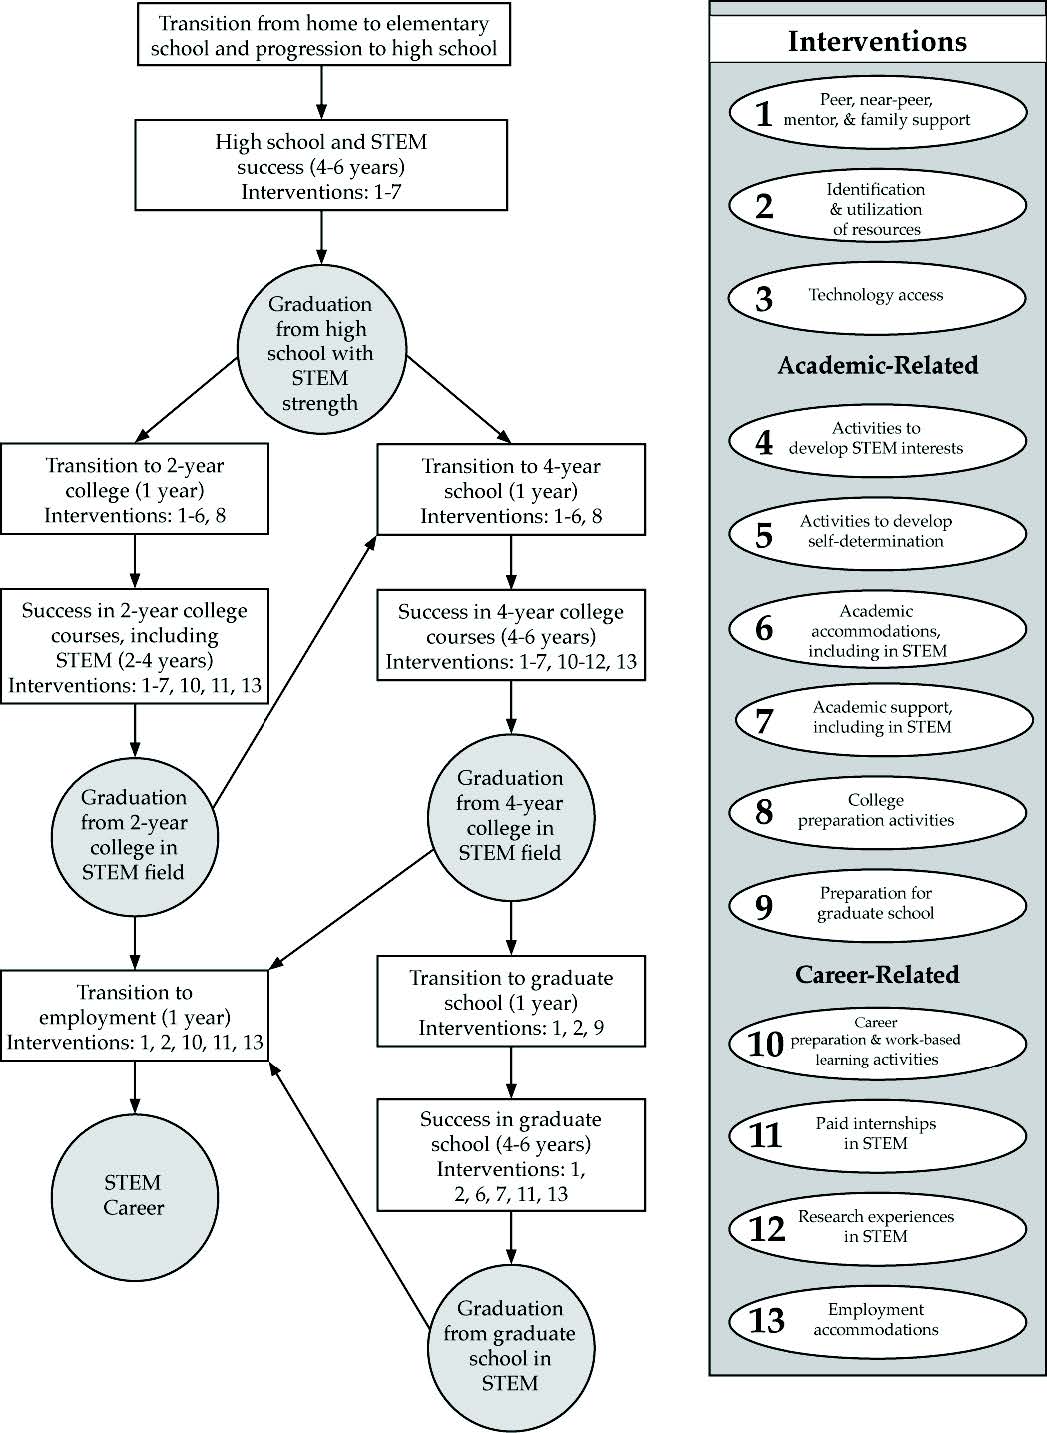 Transition from home to elementary
school and progression to high school
High school and STEM
success (4-6 years)
Interventions: 1-7
Graduation
from high
school with
STEM
strength
Transition to 2-year
college (1 year)
Interventions: 1-6, 8
Transition to 4-year
school (1 year)
Interventions: 1-6, 8
Success in 2-year college
courses, including
STEM (2-4 years)
Interventions: 1-7, 10, 11, 13
Success in 4-year college
courses (4-6 years)
Interventions: 1-7, 10-12, 13
Graduation
from 2-year
college in
STEM field
Graduation
from 4-year
college in
STEM field
Transition to
employment (1 year)
Interventions: 1, 2, 10, 11, 13
Transition to graduate
school (1 year)
Interventions: 1, 2, 9
STEM
Career
Success in graduate
school (4-6 years)
Interventions: 1,
2, 6, 7, 11, 13
Graduation
from graduate
school in
STEM
Interventions
1 Peer, near-peer,
mentor, & family support
2 Identification
& utilization
of resources
3 Technology access
Academic-Related
4 Activities to
develop STEM interests
5 Activities to develop
self-determination
6 Academic
accommodations,
including in STEM
7 Academic support,
including in STEM
8 College
preparation activities
9 Preparation for
graduate school
Career-Related
10 Career
preparation & work-based
learning activities
11 Paid internships
in STEM
12 Research experiences
in STEM
13 Employment
accommodations